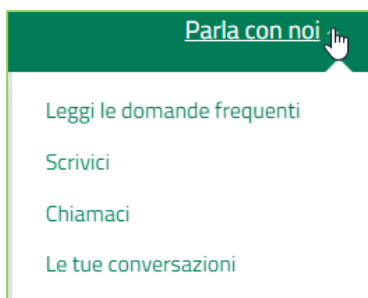 Parla con noi
Leggi le domande frequenti
Scrivici
Chiamaci
Le tue conversazioni